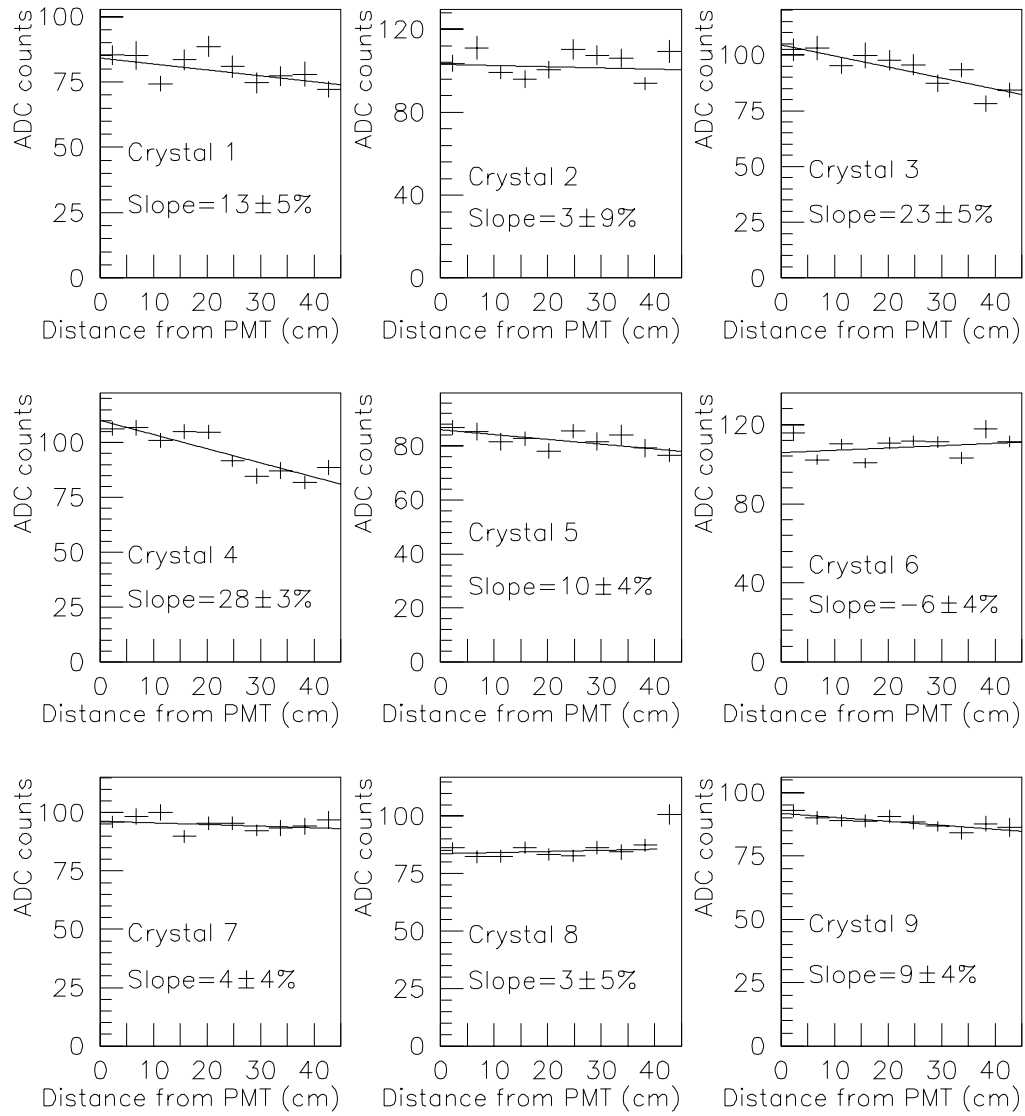 ADC counts
100
75
50
25
0
Crystal 1
Slope=13±5%
0 10 20 30 40
Distance from PMT (cm)
ADC counts
120
80
40
0
Crystal 2
Slope=3±9%
0 10 20 30 40
Distance from PMT (cm)
ADC counts
100
75
50
25
0
Crystal 3
Slope=23±5%
0 10 20 30 40
Distance from PMT (cm)
ADC counts
100
75
50
25
0
Crystal 4
Slope=28±3%
0 10 20 30 40
Distance from PMT (cm)
ADC counts
80
60
40
20
0
Crystal 5
Slope=10±4%
0 10 20 30 40
Distance from PMT (cm)
ADC counts
120
80
40
0
Crystal 6
Slope=−6±4%
0 10 20 30 40
Distance from PMT (cm)
ADC counts
100
75
50
25
0
Crystal 7
Slope=4±4%
0 10 20 30 40
Distance from PMT (cm)
ADC counts
100
75
50
25
0
Crystal 8
Slope=3±5%
0 10 20 30 40
Distance from PMT (cm)
ADC counts
100
75
50
25
0
Crystal 9
Slope=9±4%
0 10 20 30 40
Distance from PMT (cm)